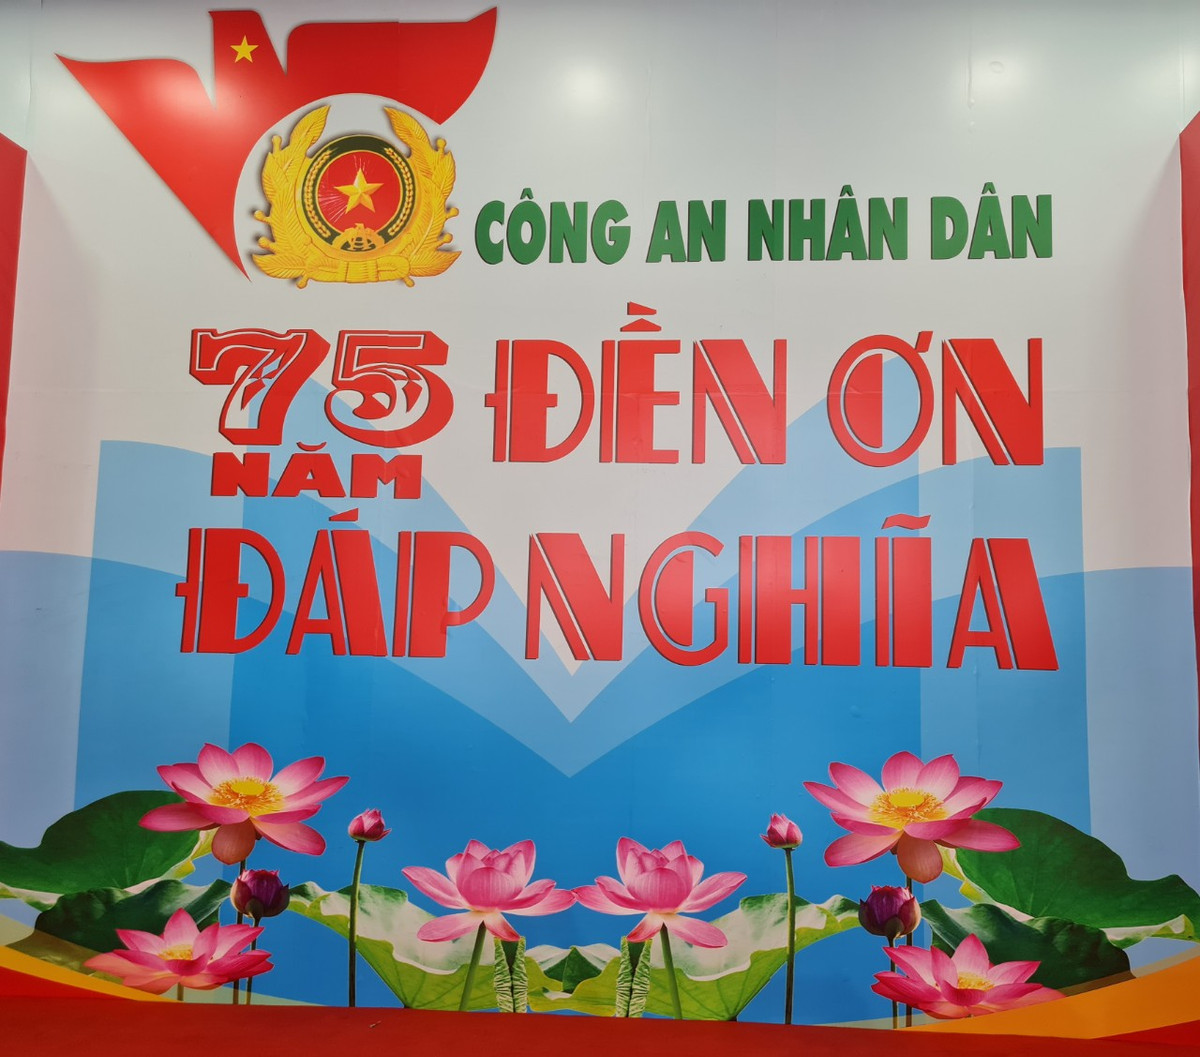 CÔNG AN NHÂN DÂN
75 NĂM ĐỀN ƠN
ĐÁP NGHĨA